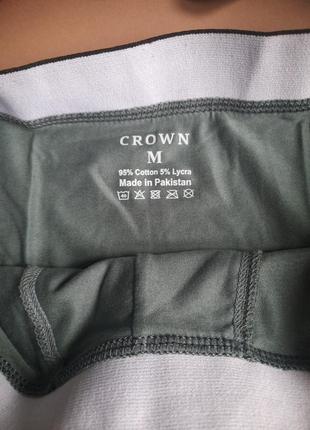 CROWN
M
95% Cotton 5% Lycra
Made In Pakistan